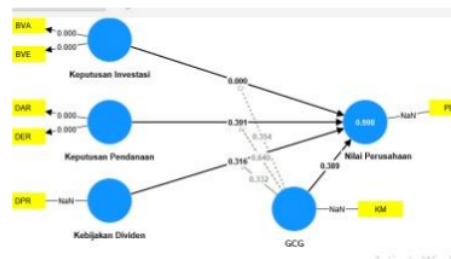 BVA
0.000
0.000
BVE
Keputusan Investasi
0.000
DAR
0.000
0.391
0.354
0.598
NaN
0.000
DER
Keputusan Pendanaan
Nilai Perusahaan
0.316
0.640
0.332
0.389
DPR
NaN
NaN
KM
Kebijakan Dividen
GCG